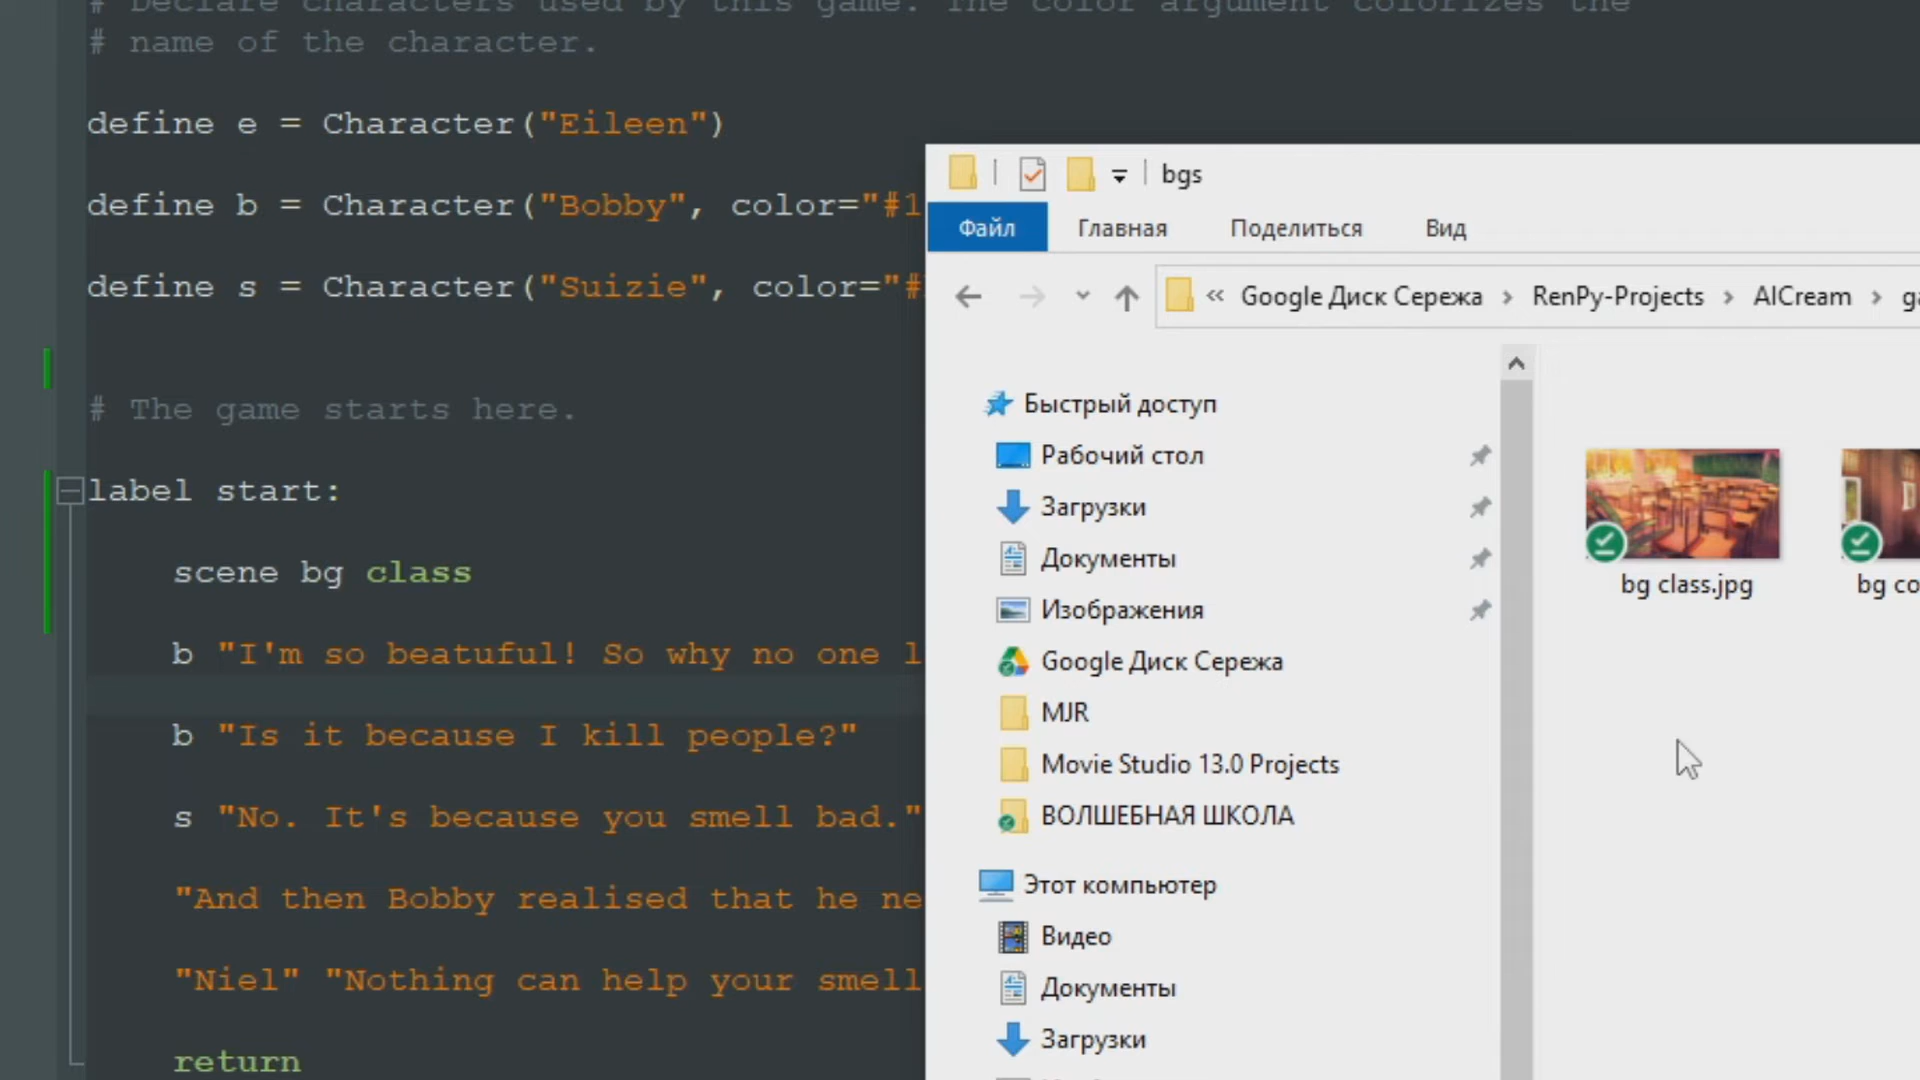 # Declare characters used by this game. The color argument colorizes the
# name of the character.
define e = Character("Eileen")
define b = Character("Bobby", color="#1
define s = Character("Suizie", color="#
# The game starts here.
label start:
scene bg class
b "I'm so beatuful! So why no one l
b "Is it because I kill people?"
s "No. It's because you smell bad."
"And then Bobby realised that he ne
"Niel" "Nothing can help your smell
return
bgs
Файл Главная Поделиться Вид
« Google Диск Сережа > RenPy-Projects > AlCream > ga
Быстрый доступ
Рабочий стол
Загрузки
Документы
Изображения
Google Диск Сережа
MJR
Movie Studio 13.0 Projects
ВОЛШЕБНАЯ ШКОЛА
Этот компьютер
Видео
Документы
Загрузки
bg class.jpg
bg co